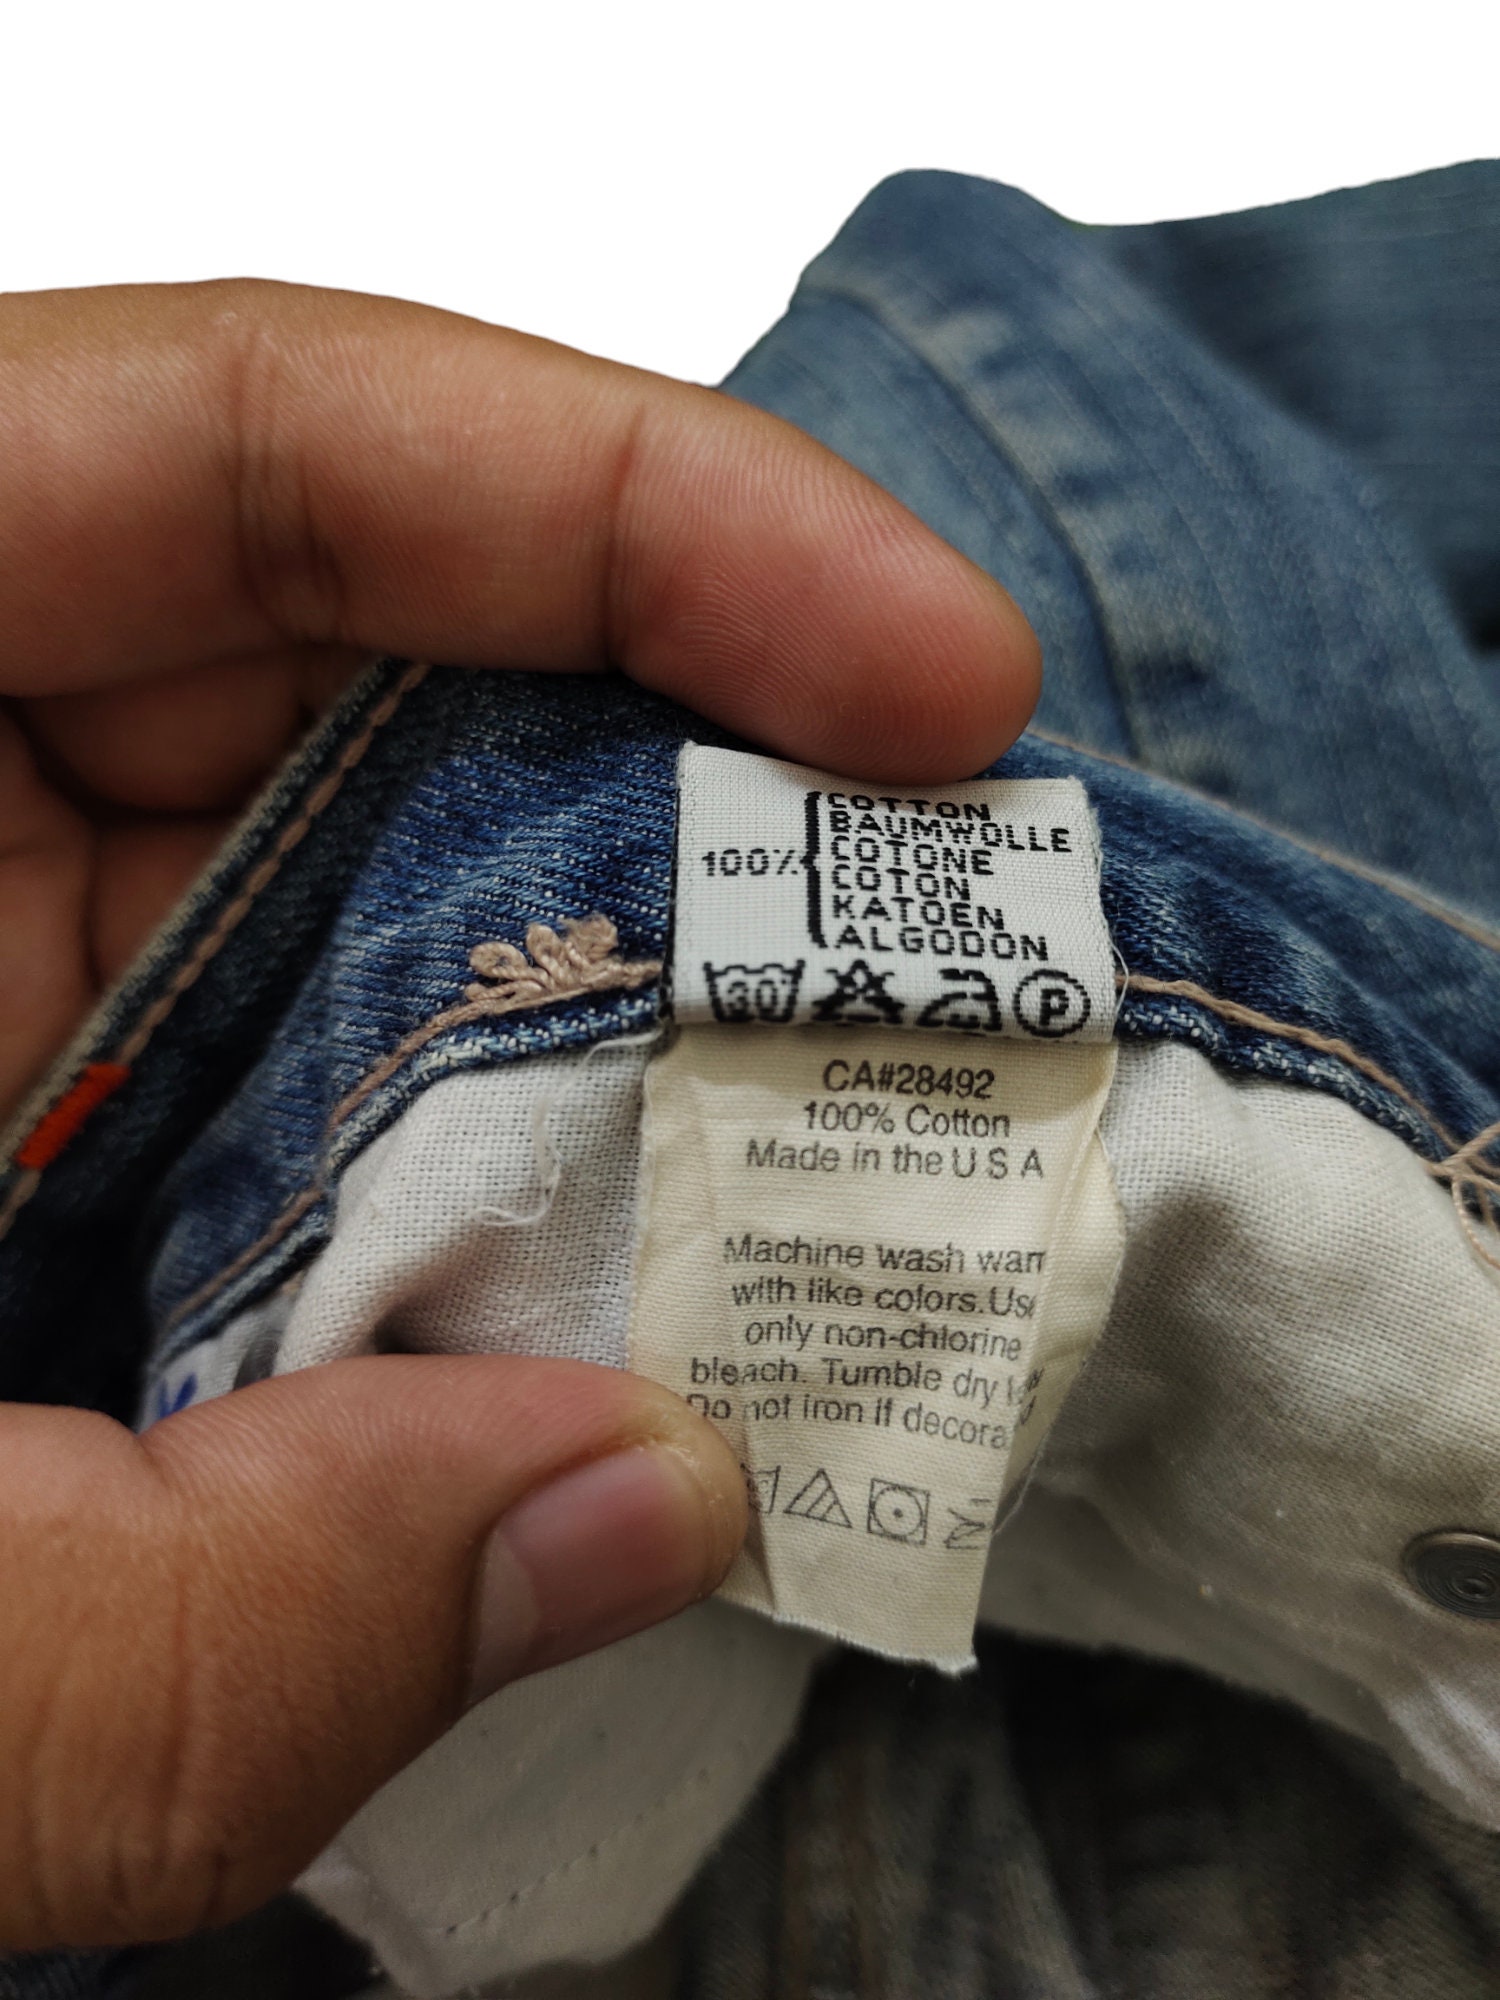 100%
COTTON
BAUMWOLLE
COTONE
COTON
KATOEN
ALGODÓN
30°
P
CA#28492
100% Cotton
Made in the U S A
Machine wash
with like colors.
only non-chlorine
bleach. Tumble dry
Do not iron if